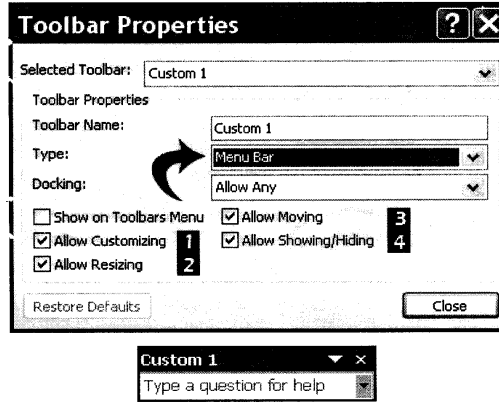 Toolbar Properties ? X
Selected Toolbar: Custom 1
Toolbar Properties
Toolbar Name: Custom 1
Type: Menu Bar
Docking: Allow Any
Show on Toolbars Menu Allow Moving 3
Allow Customizing 1 Allow Showing/Hiding 4
Allow Resizing 2
Restore Defaults Close
Custom 1 ×
Type a question for help